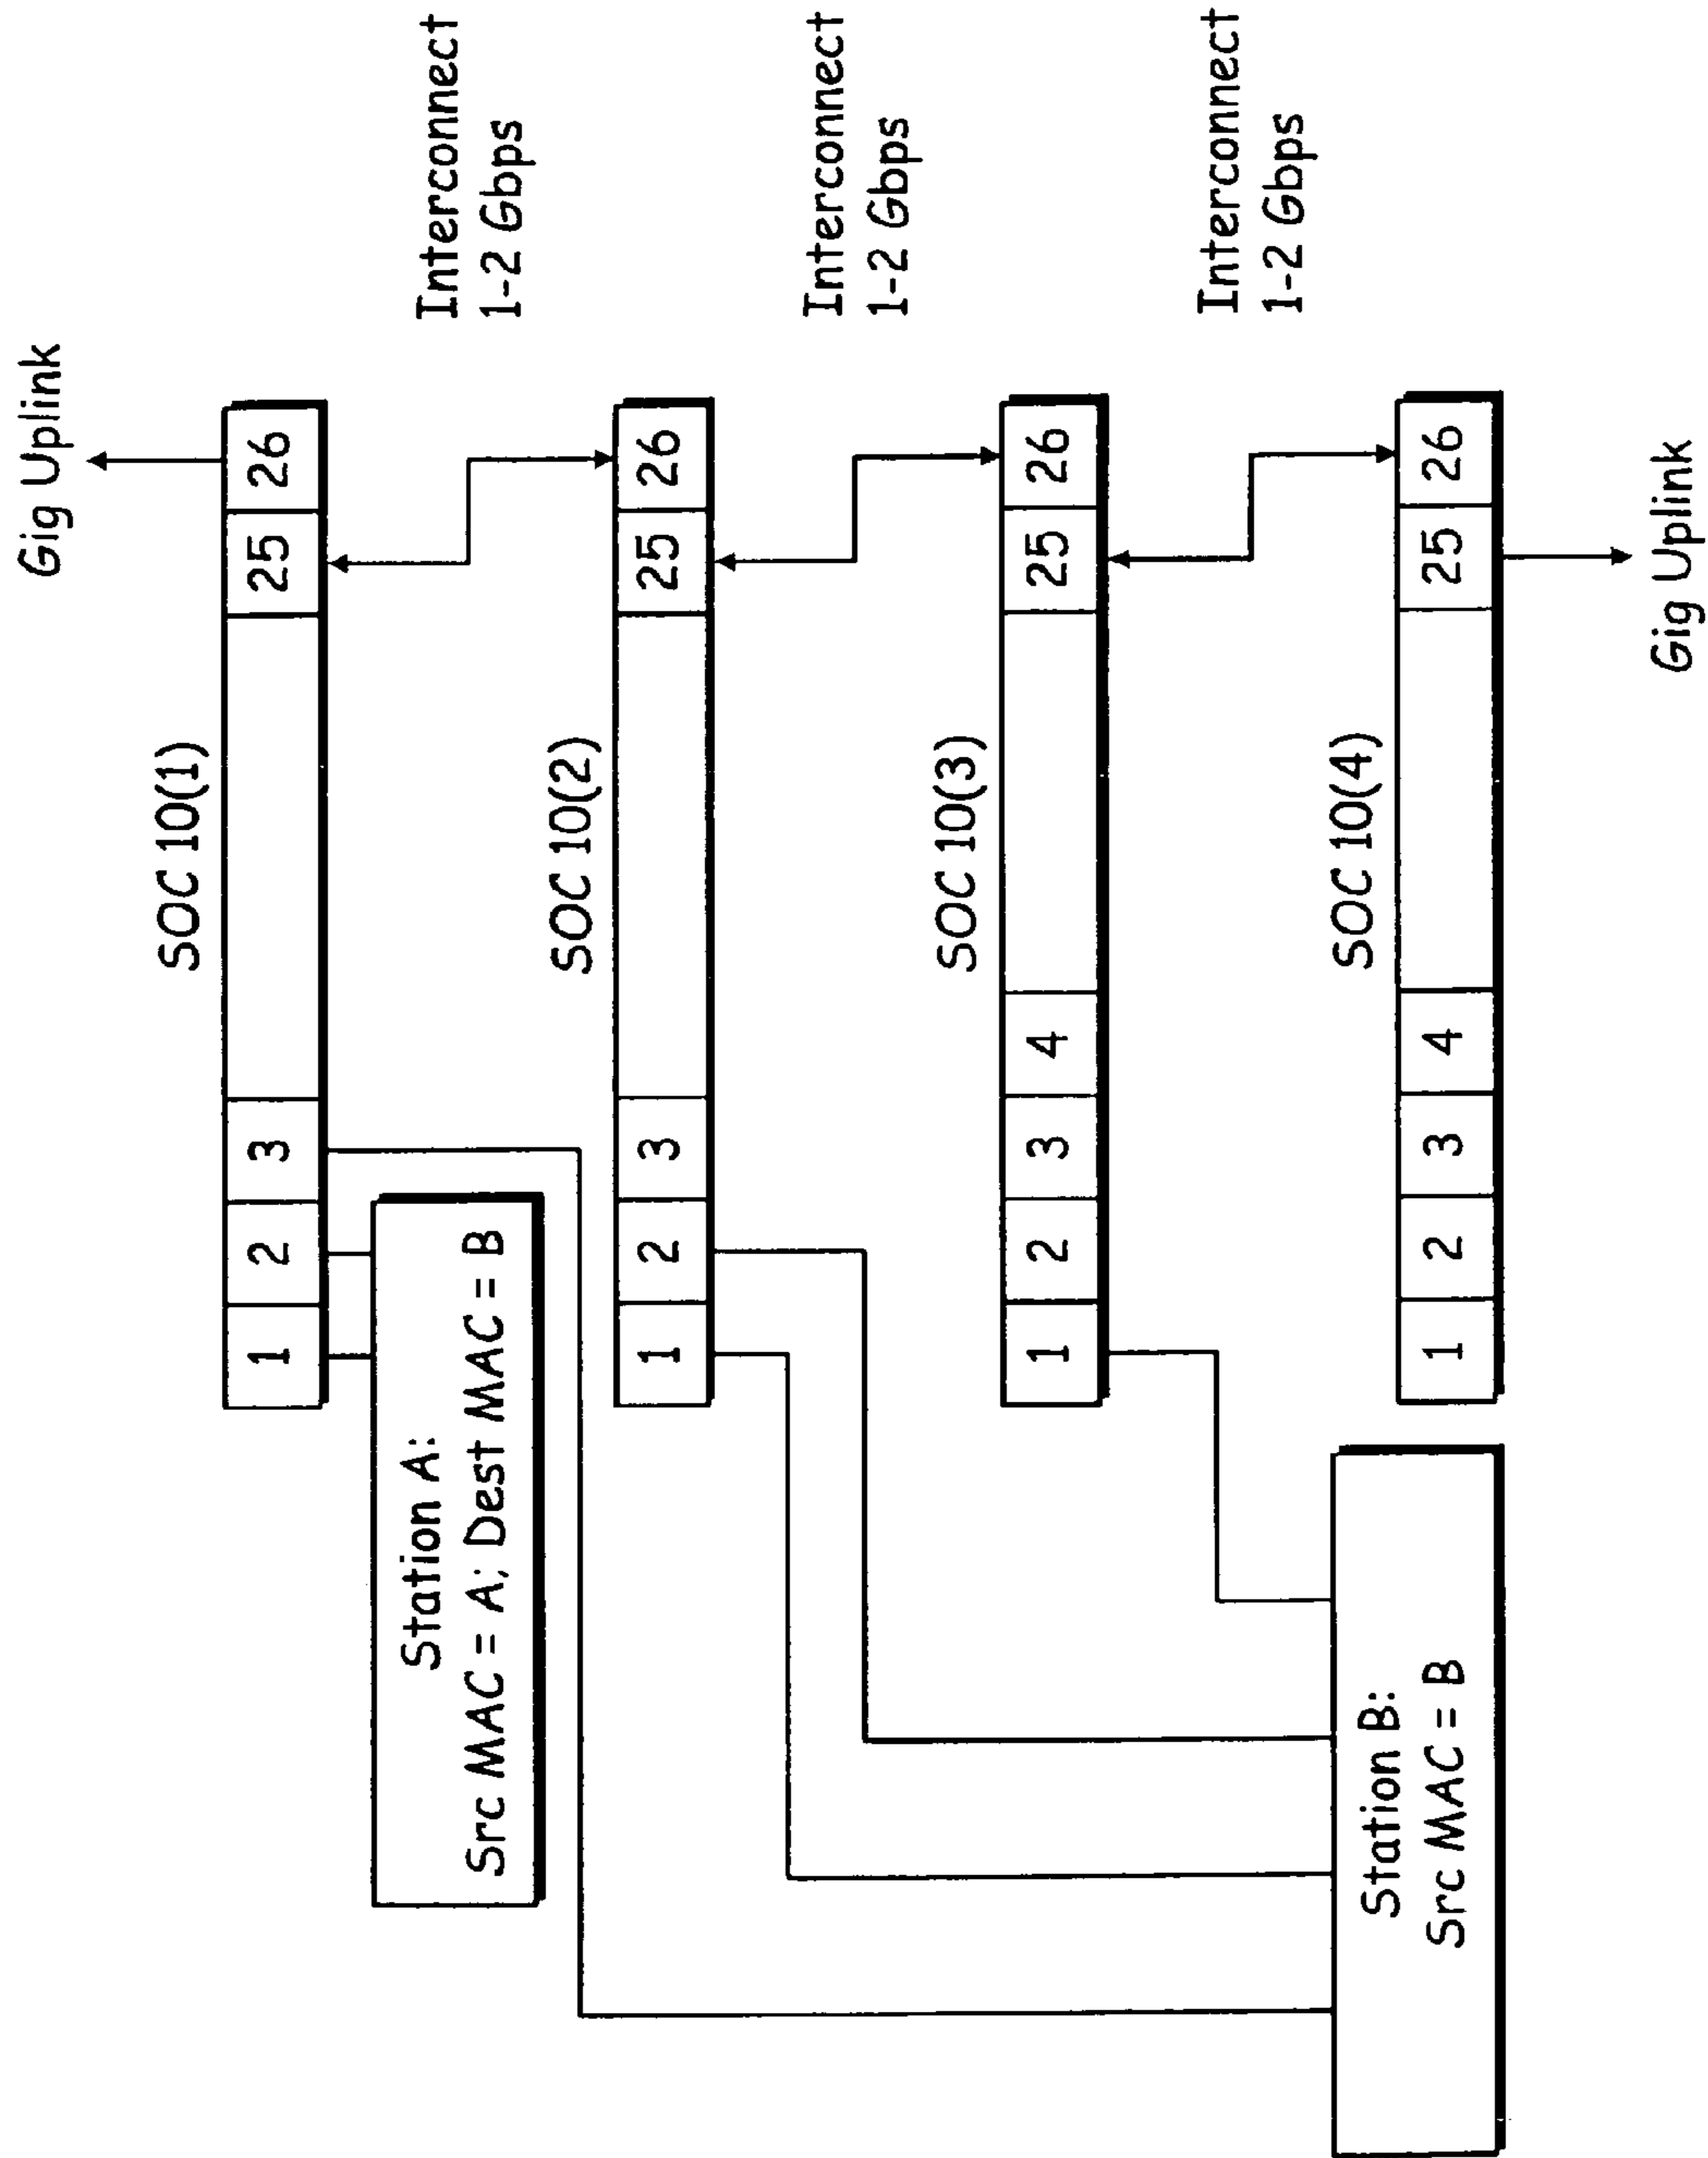 Gig Uplink
SOC 10(1)
1 2 3 25 26
Interconnect
1-2 Gbps
Station A:
Src MAC = A; Dest MAC = B
SOC 10(2)
1 2 3 25 26
Interconnect
1-2 Gbps
SOC 10(3)
1 2 3 4 25 26
Interconnect
1-2 Gbps
SOC 10(4)
1 2 3 4 25 26
Station B:
Src MAC = B
Gig Uplink